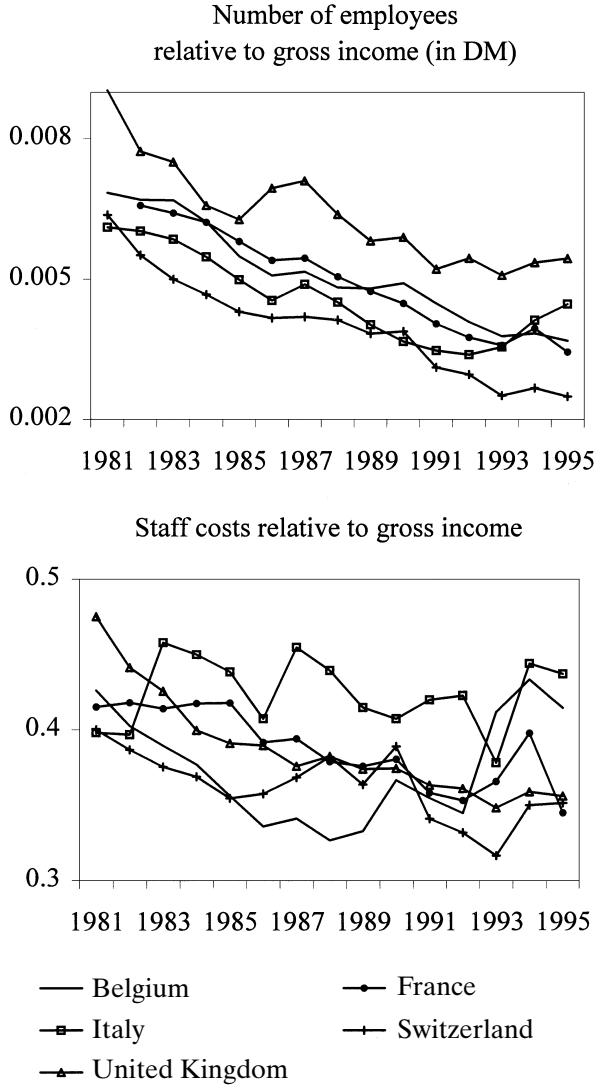 Number of employees
relative to gross income (in DM)
0.008
0.005
0.002
1981 1983 1985 1987 1989 1991 1993 1995
Staff costs relative to gross income
0.5
0.4
0.3
1981 1983 1985 1987 1989 1991 1993 1995
Belgium France
Italy Switzerland
United Kingdom